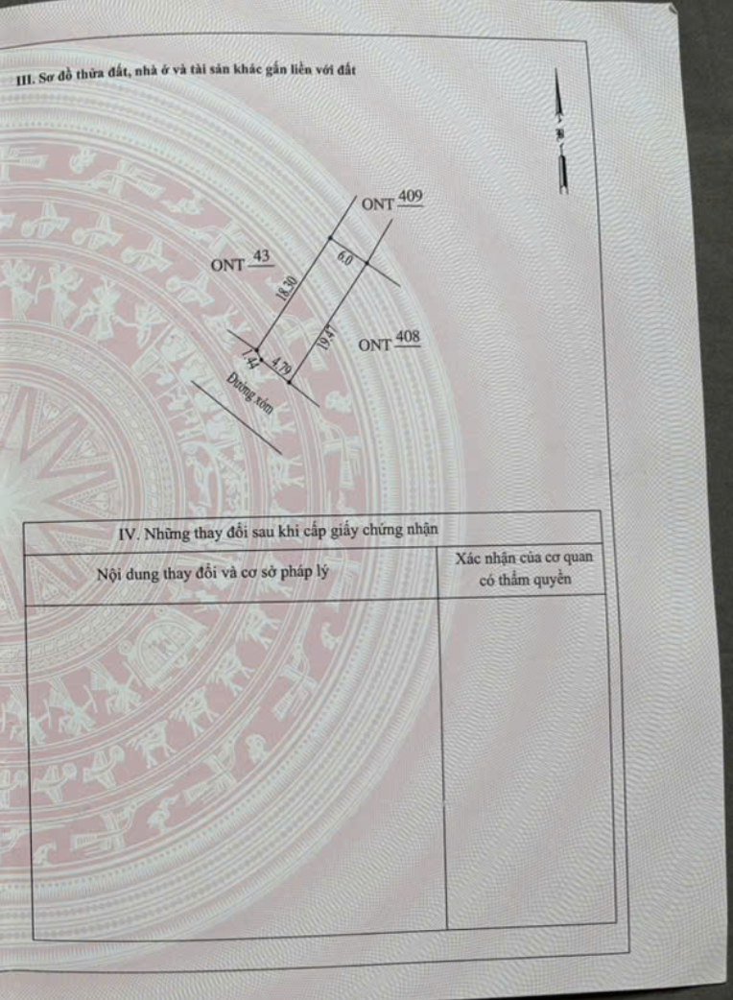 III. Sơ đồ thửa đất, nhà ở và tài sản khác gắn liền với đất
ONT 409
ONT 43
6.0
18.30
19.47
ONT 408
1.44
4.79
Đường xóm
IV. Những thay đổi sau khi cấp giấy chứng nhận
Nội dung thay đổi và cơ sở pháp lý
Xác nhận của cơ quan
có thẩm quyền